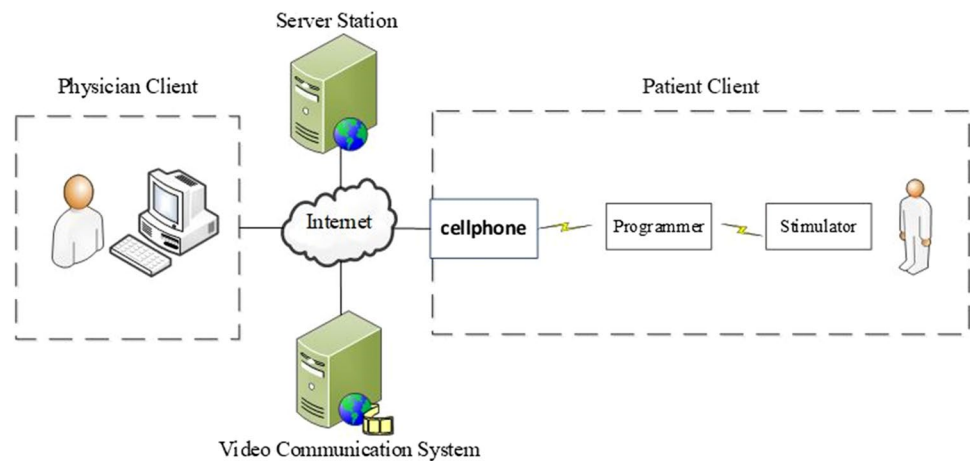 Server Station
Physician Client
Patient Client
Internet
cellphone
Programmer
Stimulator
Video Communication System